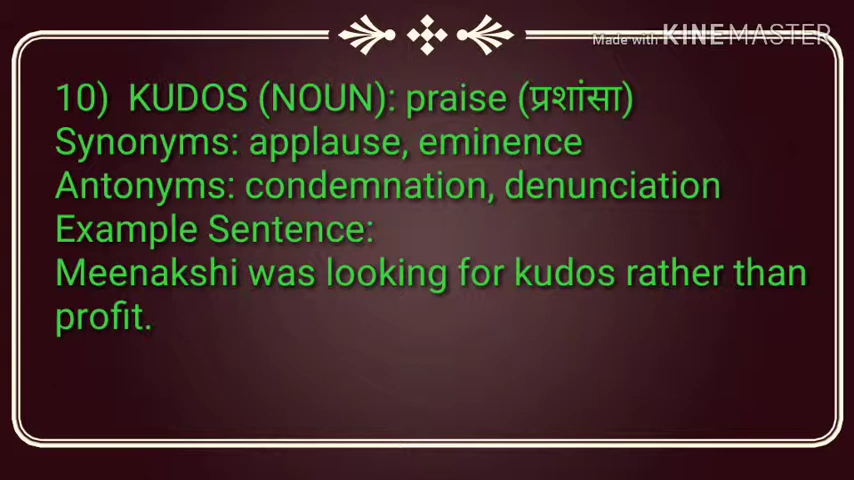 Made with KINEMASTER
10) KUDOS (NOUN): praise (प्रशांसा)
Synonyms: applause, eminence
Antonyms: condemnation, denunciation
Example Sentence:
Meenakshi was looking for kudos rather than
profit.